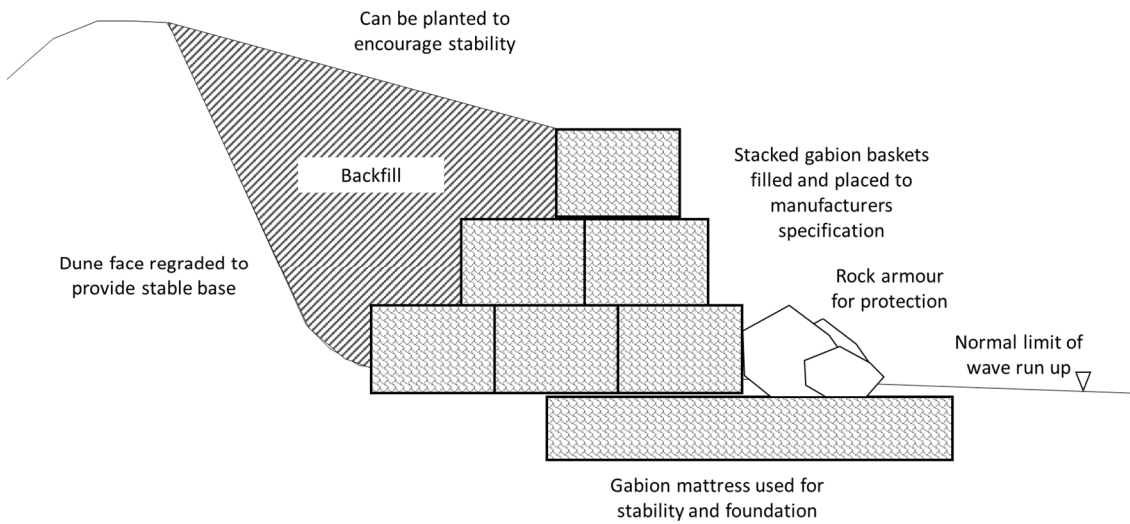 Can be planted to
encourage stability
Backfill
Stacked gabion baskets
filled and placed to
manufacturers
specification
Dune face regraded to
provide stable base
Rock armour
for protection
Normal limit of
wave run up
Gabion mattress used for
stability and foundation